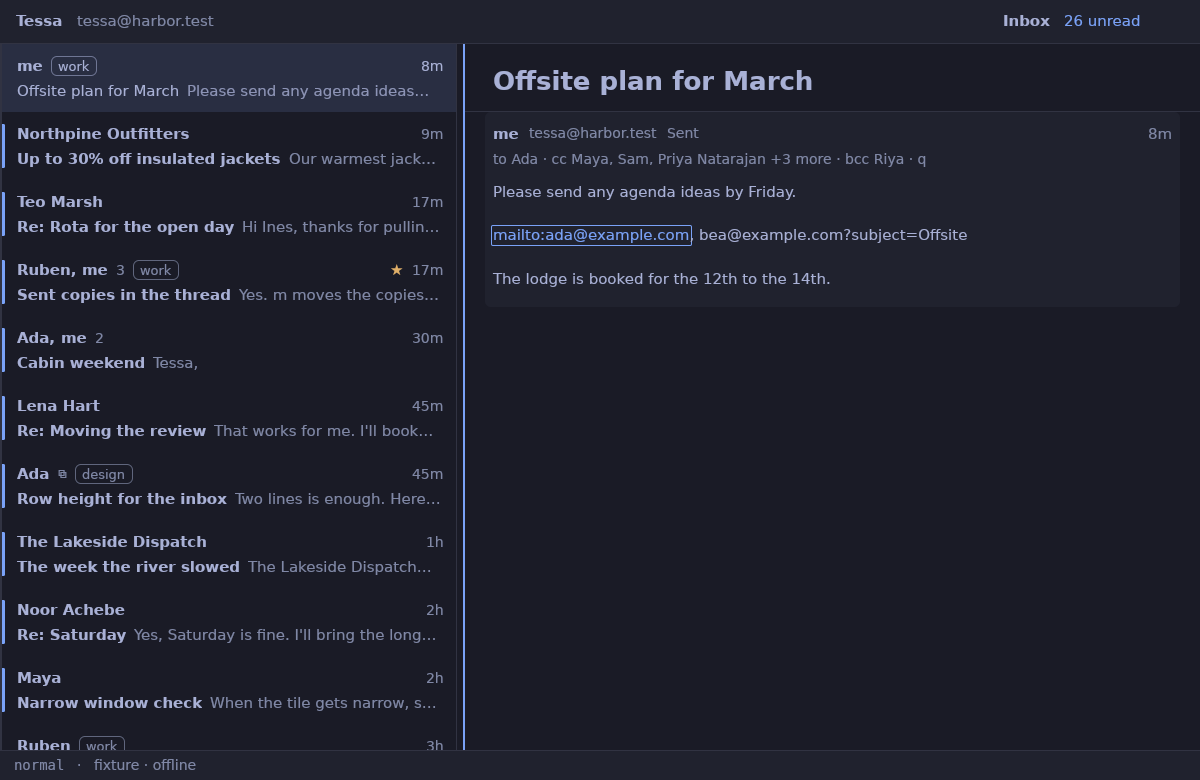 Tessa tessa@harbor.test Inbox 26 unread
me work 8m
Offsite plan for March Please send any agenda ideas…
Northpine Outfitters 9m
Up to 30% off insulated jackets Our warmest jack…
Teo Marsh 17m
Re: Rota for the open day Hi Ines, thanks for pullin…
Ruben, me 3 work ★ 17m
Sent copies in the thread Yes. m moves the copies…
Ada, me 2 30m
Cabin weekend Tessa,
Lena Hart 45m
Re: Moving the review That works for me. I'll book…
Ada design 45m
Row height for the inbox Two lines is enough. Here…
The Lakeside Dispatch 1h
The week the river slowed The Lakeside Dispatch…
Noor Achebe 2h
Re: Saturday Yes, Saturday is fine. I'll bring the long…
Maya 2h
Narrow window check When the tile gets narrow, s…
Ruben work 3h
Offsite plan for March
me tessa@harbor.test Sent 8m
to Ada · cc Maya, Sam, Priya Natarajan +3 more · bcc Riya · q
Please send any agenda ideas by Friday.
mailto:ada@example.com, bea@example.com?subject=Offsite
The lodge is booked for the 12th to the 14th.
normal · fixture · offline